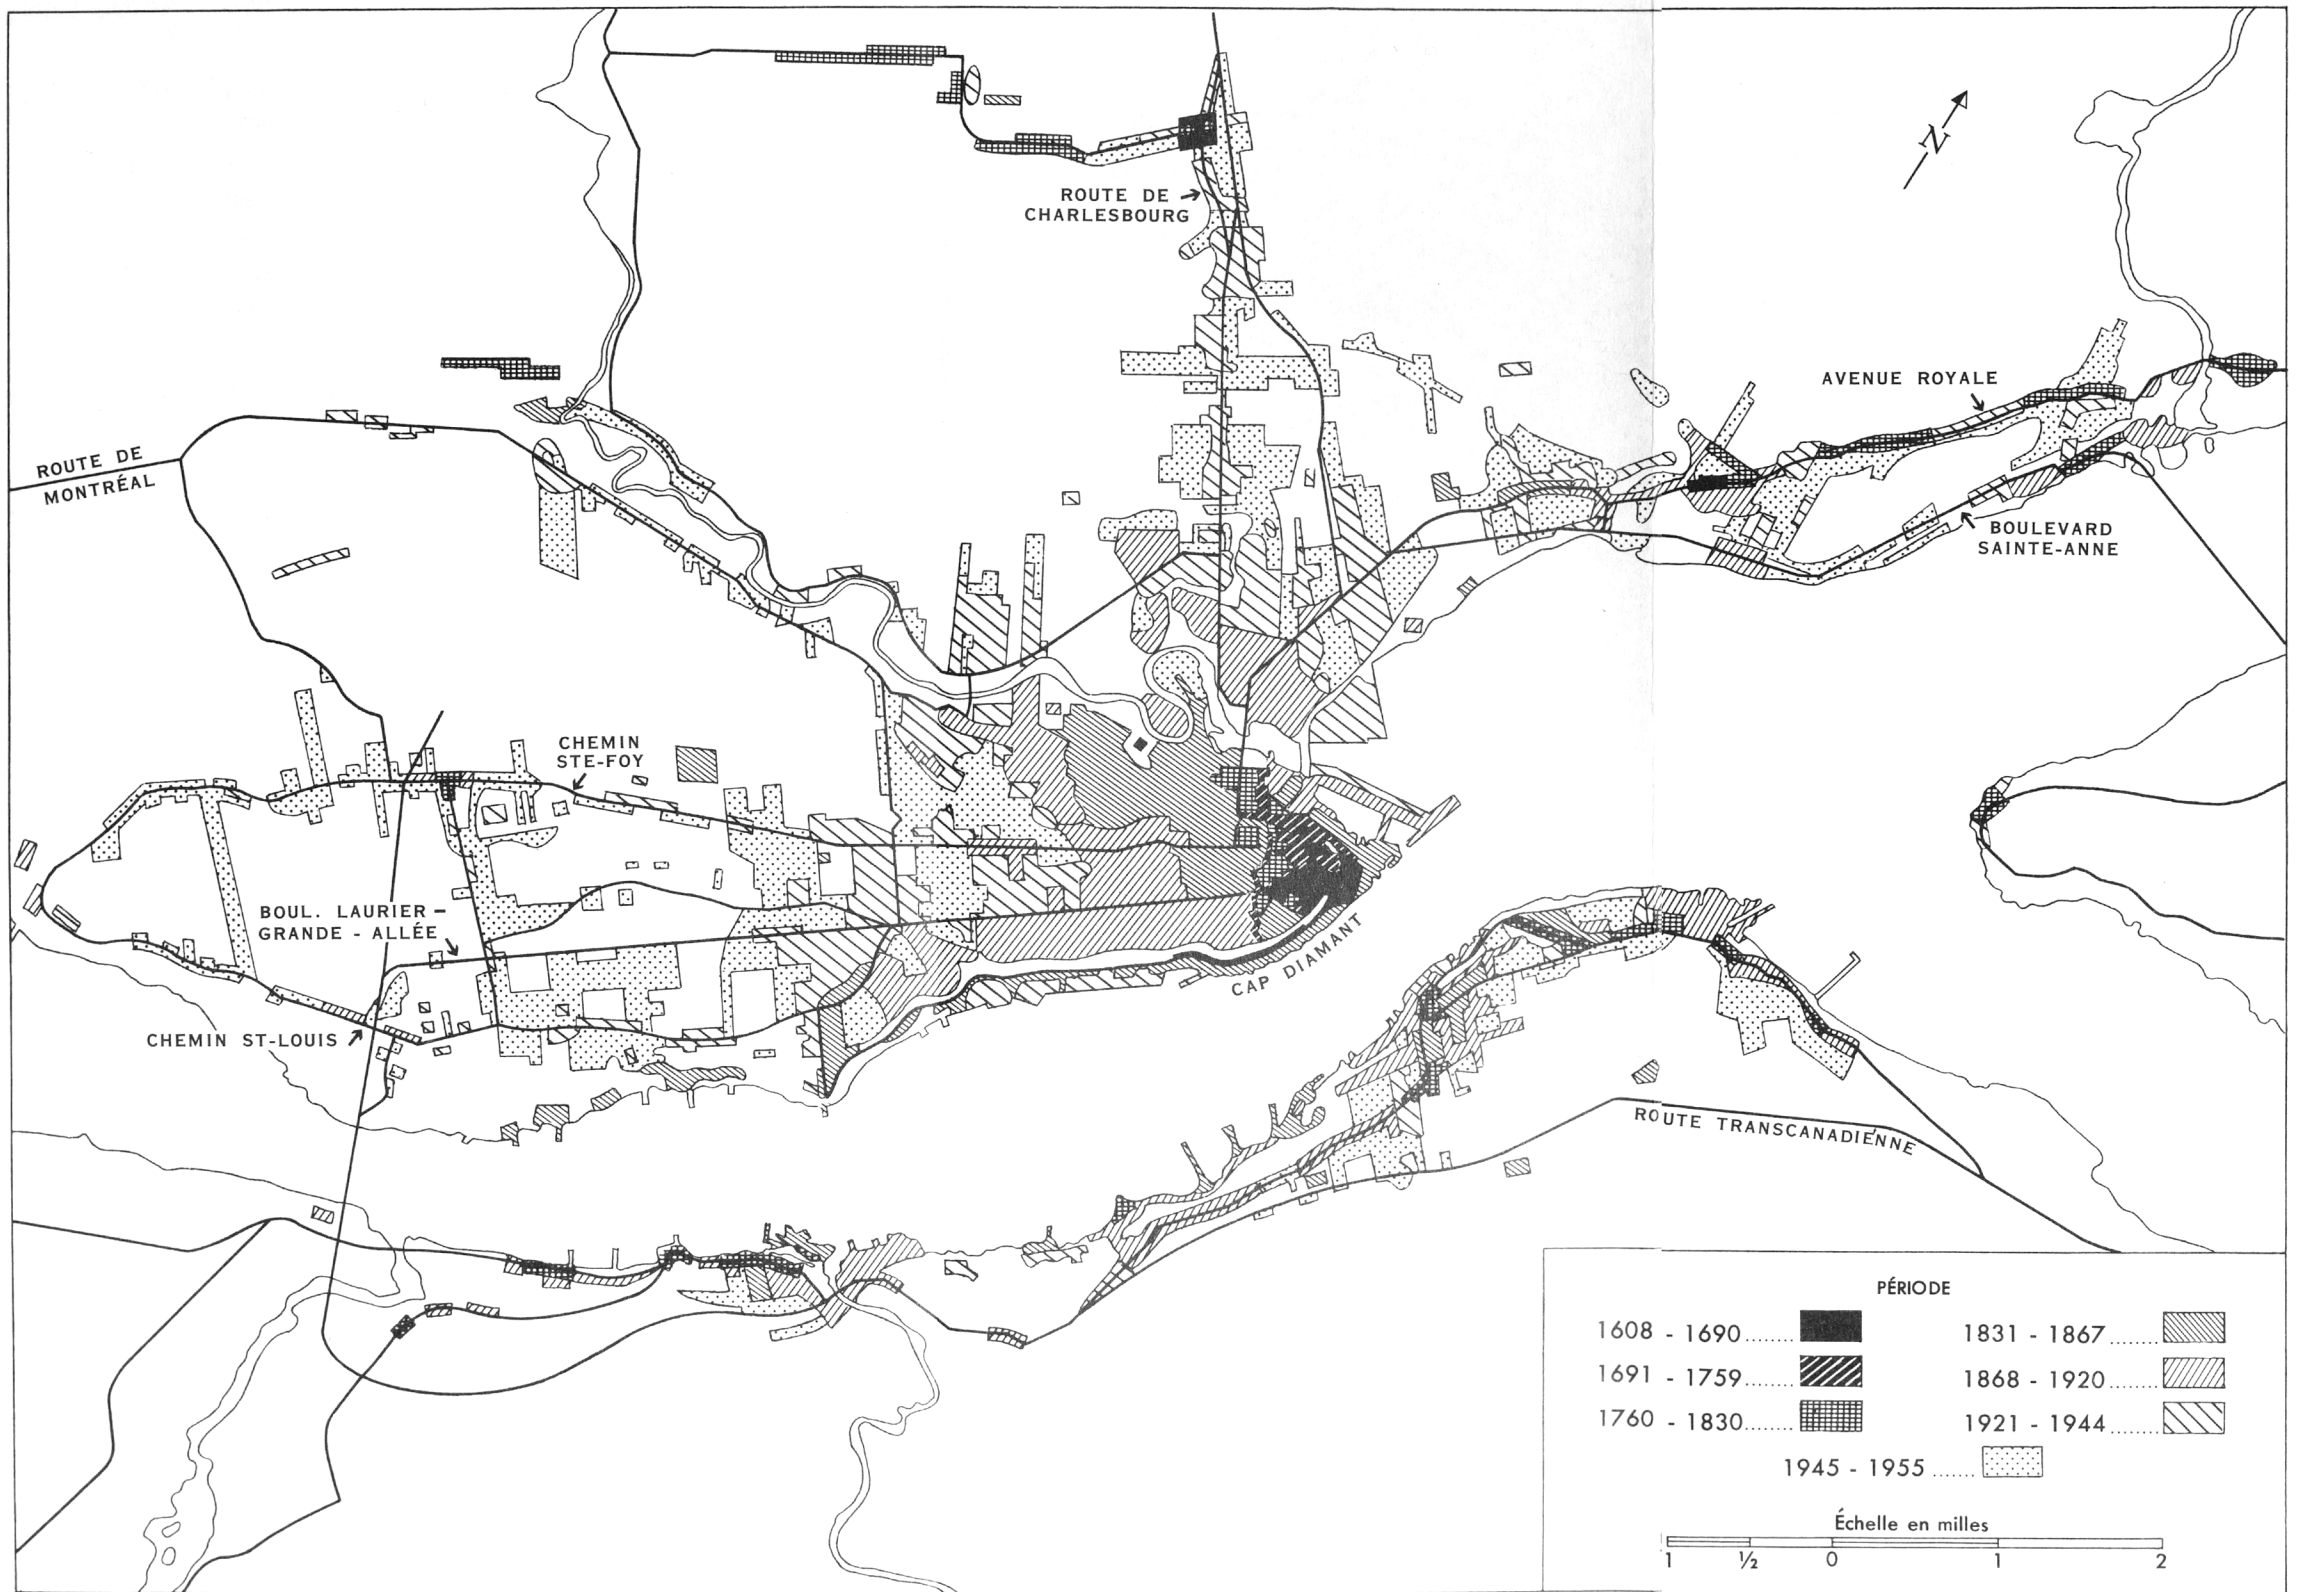 N
ROUTE DE
CHARLESBOURG
AVENUE ROYALE
ROUTE DE
MONTRÉAL
BOULEVARD
SAINTE-ANNE
CHEMIN
STE-FOY
BOUL. LAURIER –
GRANDE - ALLÉE
CAP DIAMANT
CHEMIN ST-LOUIS
ROUTE TRANSCANADIENNE
PÉRIODE
1608 - 1690
1831 - 1867
1691 - 1759
1868 - 1920
1760 - 1830
1921 - 1944
1945 - 1955
Échelle en milles
1 ½ 0 1 2